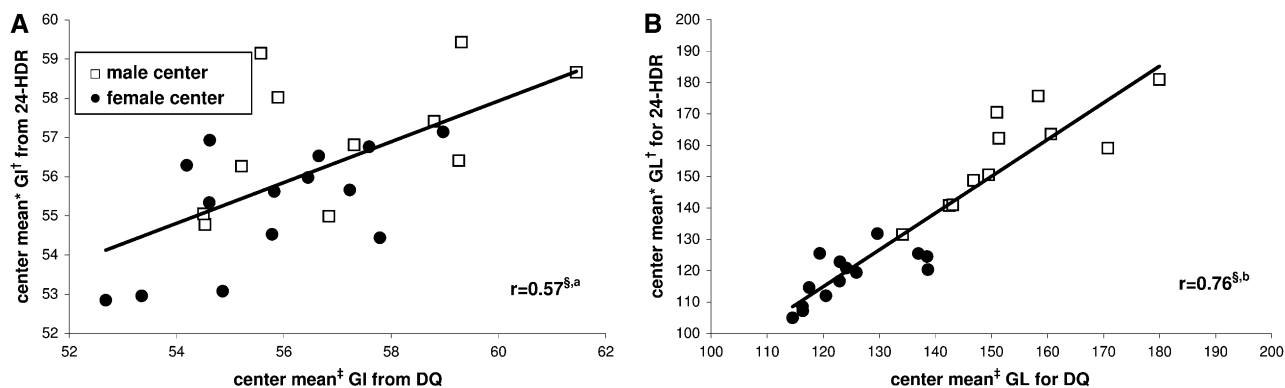 A
60
59
58
57
56
55
54
53
52
52 54 56 58 60 62
center mean* GI† from 24-HDR
center mean‡ GI from DQ
male center
female center
r=0.57§,a
B
200
190
180
170
160
150
140
130
120
110
100
100 110 120 130 140 150 160 170 180 190 200
center mean* GL† for 24-HDR
center mean‡ GL for DQ
r=0.76§,b